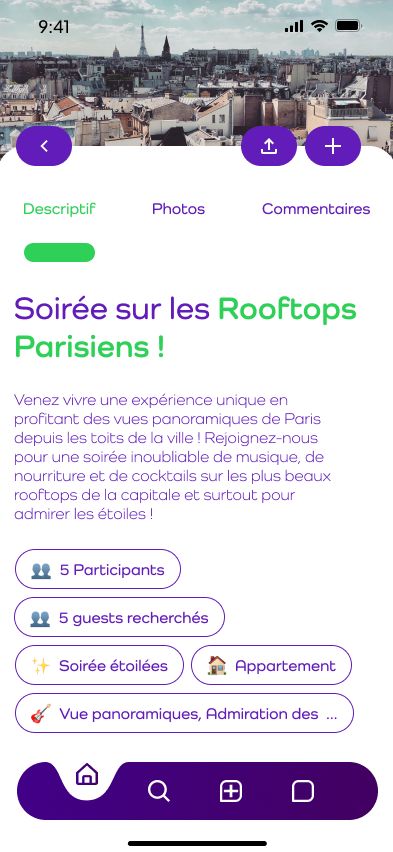 9:41
Descriptif Photos Commentaires
Soirée sur les Rooftops
Parisiens !
Venez vivre une expérience unique en
profitant des vues panoramiques de Paris
depuis les toits de la ville ! Rejoignez-nous
pour une soirée inoubliable de musique, de
nourriture et de cocktails sur les plus beaux
rooftops de la capitale et surtout pour
admirer les étoiles !
5 Participants
5 guests recherchés
Soirée étoilées Appartement
Vue panoramiques, Admiration des ...